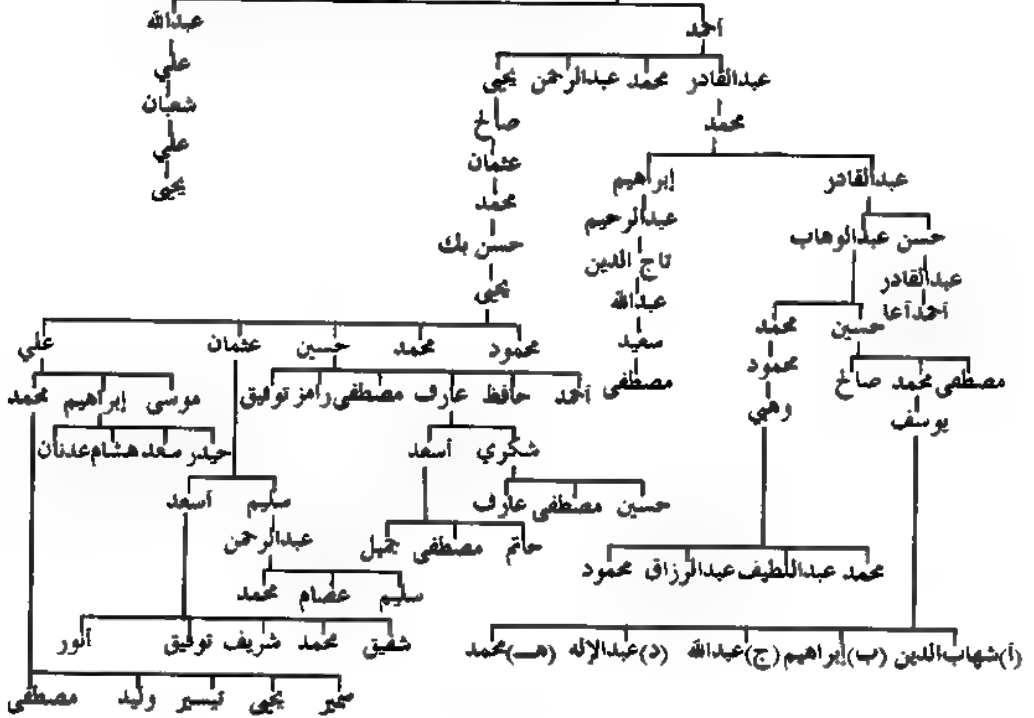 أحمد عبدالله
علي
عبدالقادر محمد عبدالرحمن يحيى
شعبان
صالح محمد
علي
عثمان
إبراهيم عبدالقادر
يحيى
محمد
عبدالرحيم
حسن عبدالوهاب
حسن بك
تاج الدين
عبدالقادر
يحيى
عبدالله
أحمدآغا
محمد حسين
محمود محمد حسين عثمان علي
سعيد
محمود
مصطفى محمد صالح
مصطفى
أحمد حافظ عارف مصطفى رامز توفيق
موسى إبراهيم محمد
وهبي
يوسف
شكري أسعد
حيدر سعد هشام عدنان
سليم أسعد
حسين مصطفى عارف
عبدالرحمن
حاتم مصطفى جميل
محمد عبداللطيف عبدالرزاق محمود
سليم عصام محمد
شفيق محمد شريف توفيق أنور
(أ)شهاب الدين (ب)إبراهيم (ج)عبدالله (د)عبدالإله (هـ)محمد
سمير يحيى تيسير وليد مصطفى